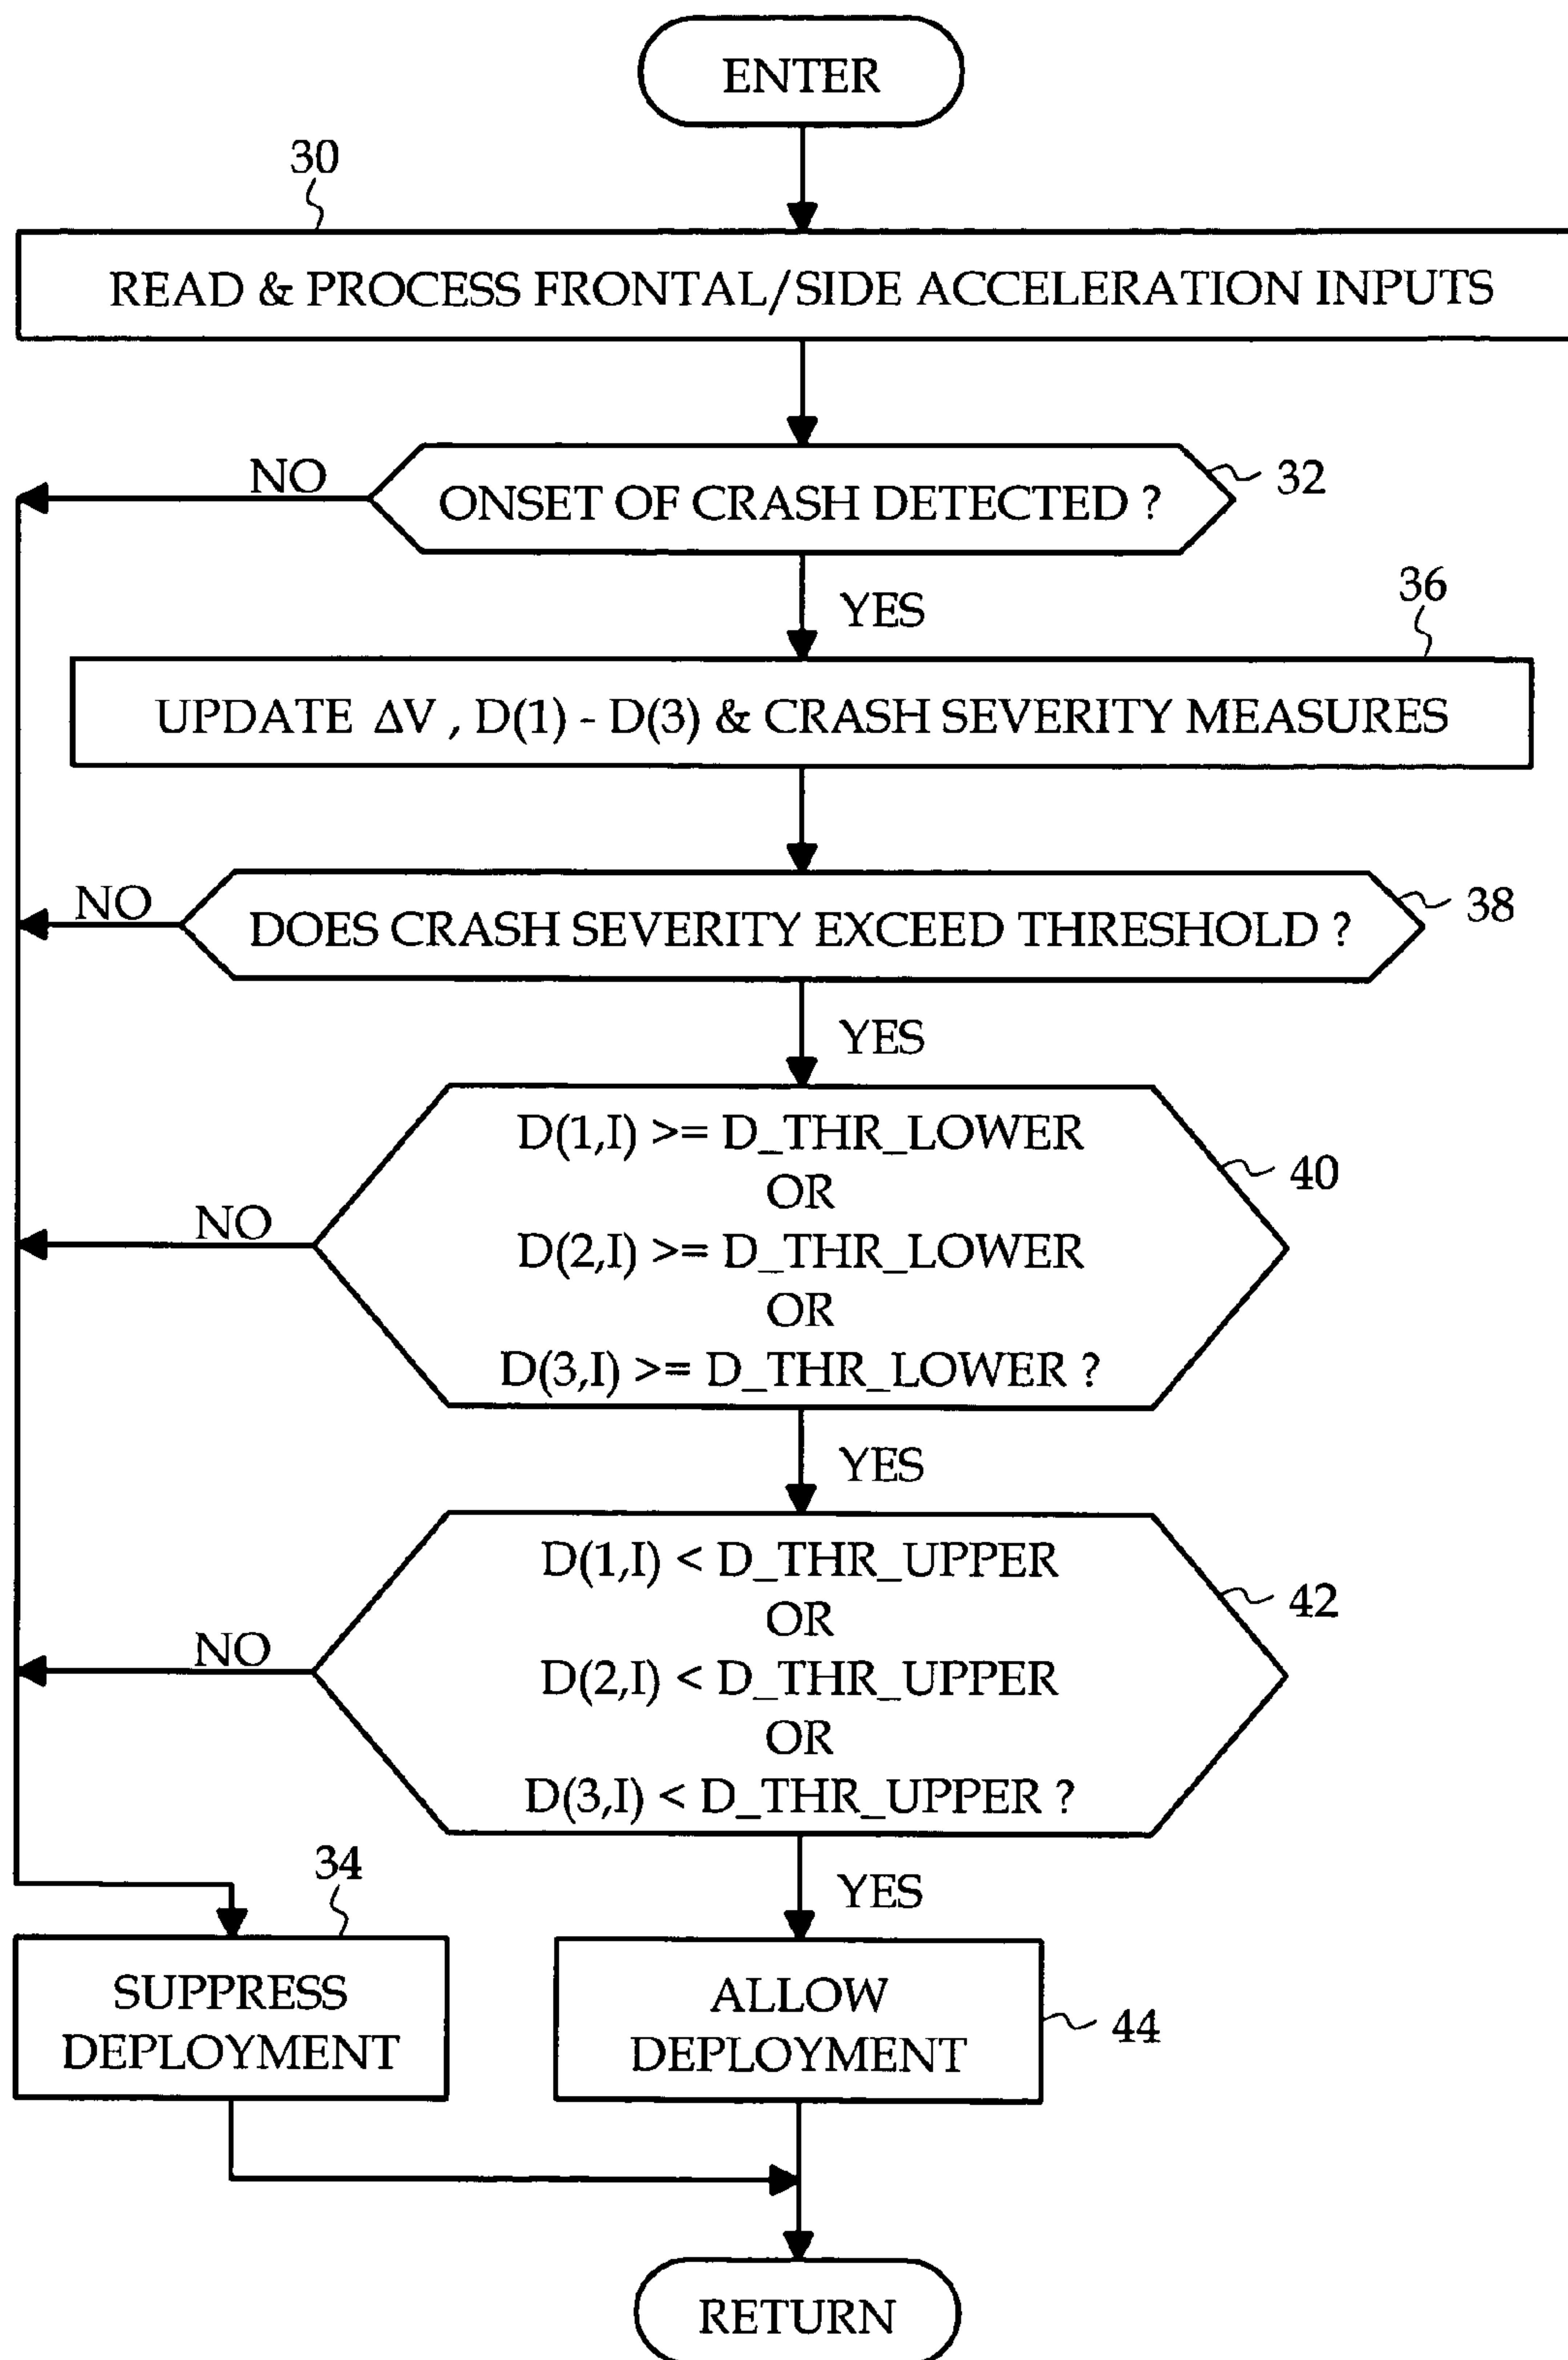 ENTER
30
READ & PROCESS FRONTAL/SIDE ACCELERATION INPUTS
NO
ONSET OF CRASH DETECTED ?
32
YES
36
UPDATE ΔV , D(1) - D(3) & CRASH SEVERITY MEASURES
NO
DOES CRASH SEVERITY EXCEED THRESHOLD ?
38
YES
D(1,I) >= D_THR_LOWER
OR
D(2,I) >= D_THR_LOWER
OR
D(3,I) >= D_THR_LOWER ?
40
NO
YES
D(1,I) < D_THR_UPPER
OR
D(2,I) < D_THR_UPPER
OR
D(3,I) < D_THR_UPPER ?
42
NO
34
YES
SUPPRESS
DEPLOYMENT
ALLOW
DEPLOYMENT
44
RETURN